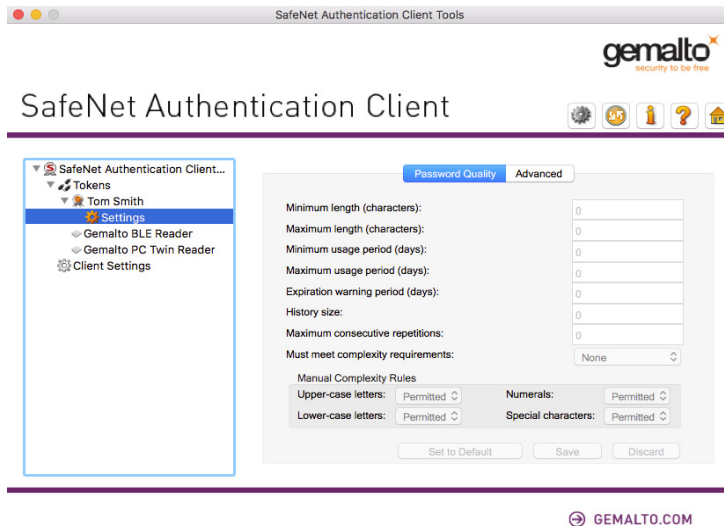 SafeNet Authentication Client Tools
gemalto
security to be free
SafeNet Authentication Client
SafeNet Authentication Client...
Tokens
Tom Smith
Settings
Gemalto BLE Reader
Gemalto PC Twin Reader
Client Settings
Password Quality Advanced
Minimum length (characters): 0
Maximum length (characters): 0
Minimum usage period (days): 0
Maximum usage period (days): 0
Expiration warning period (days): 0
History size: 0
Maximum consecutive repetitions: 0
Must meet complexity requirements: None
Manual Complexity Rules
Upper-case letters: Permitted Numerals: Permitted
Lower-case letters: Permitted Special characters: Permitted
Set to Default Save Discard
GEMALTO.COM